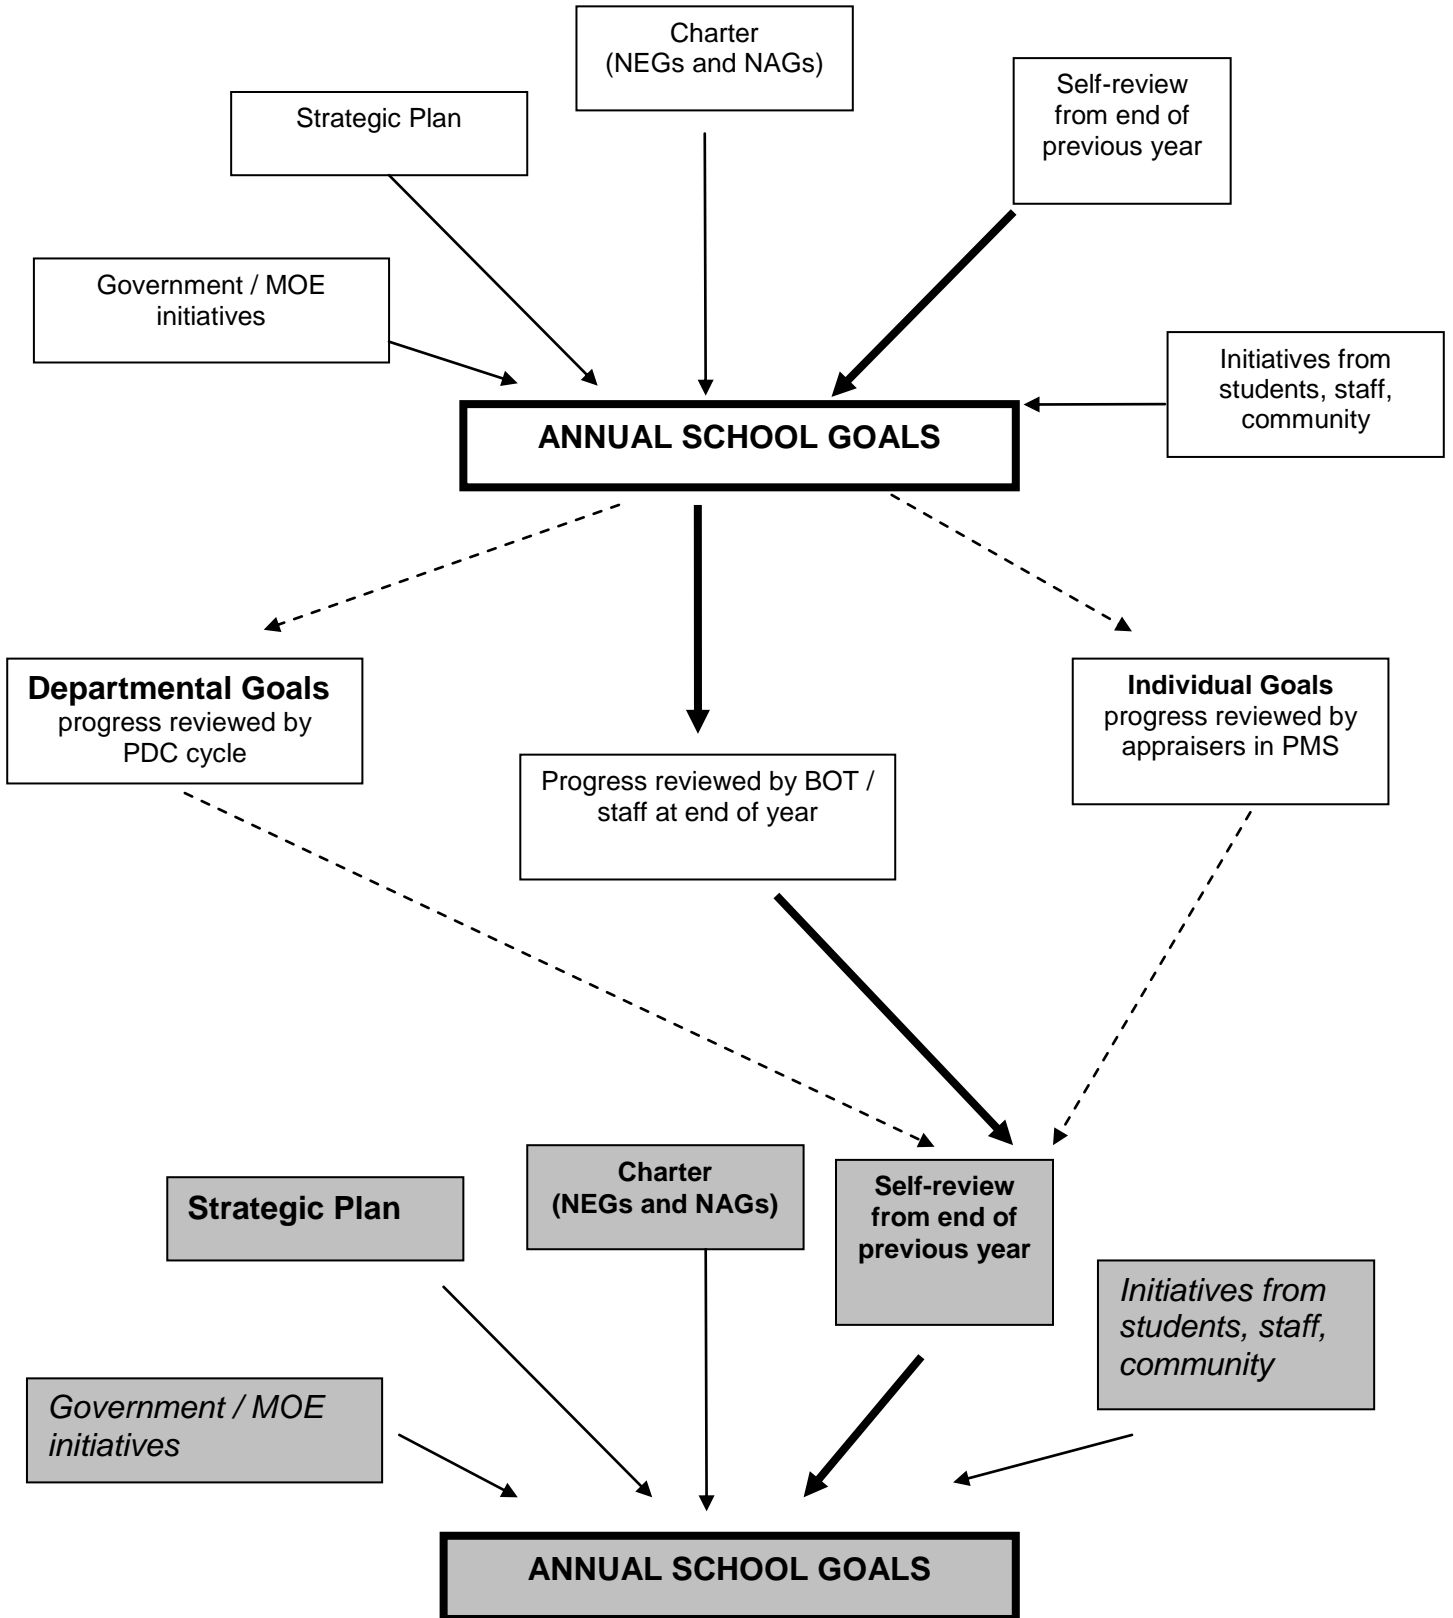 Charter
(NEGs and NAGs)
Self-review
from end of
previous year
Strategic Plan
Government / MOE
initiatives
Initiatives from
students, staff,
community
ANNUAL SCHOOL GOALS
Departmental Goals
progress reviewed by
PDC cycle
Individual Goals
progress reviewed by
appraisers in PMS
Progress reviewed by BOT /
staff at end of year
Strategic Plan
Charter
(NEGs and NAGs)
Self-review
from end of
previous year
Initiatives from
students, staff,
community
Government / MOE
initiatives
ANNUAL SCHOOL GOALS